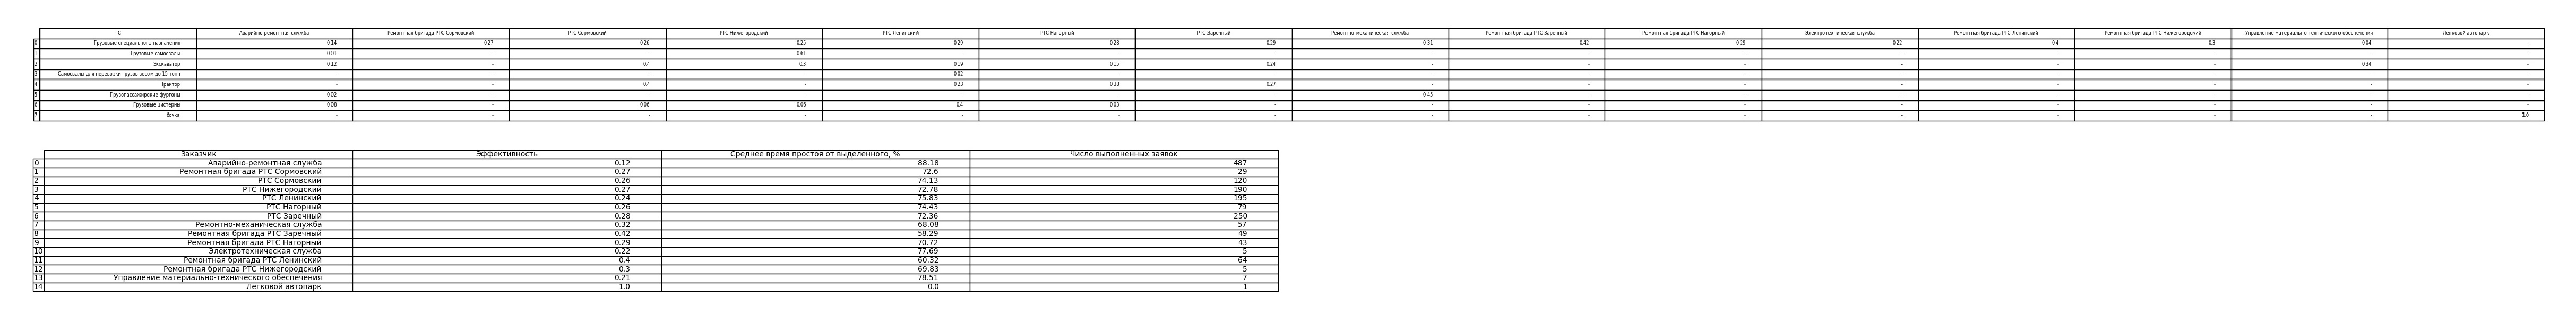 ТС Аварийно-ремонтная служба Ремонтная бригада РТС Сормовский РТС Сормовский РТС Нижегородский РТС Ленинский РТС Нагорный РТС Заречный Ремонтно-механическая служба Ремонтная бригада РТС Заречный Ремонтная бригада РТС Нагорный Электротехническая служба Ремонтная бригада РТС Ленинский Ремонтная бригада РТС Нижегородский Управление материально-технического обеспечения Легковой автопарк
0 Грузовые специального назначения 0.14 0.27 0.26 0.25 0.29 0.28 0.29 0.31 0.42 0.29 0.22 0.4 0.3 0.04 -
1 Грузовые самосвалы 0.01 - - 0.61 - - - - - - - - - - -
2 Экскаватор 0.12 - 0.4 0.3 0.19 0.15 0.24 - - - - - - 0.34 -
3 Самосвалы для перевозки грузов весом до 15 тонн - - - - 0.02 - - - - - - - - - -
4 Трактор - - 0.4 - 0.23 0.38 0.27 - - - - - - - -
5 Грузопассажирские фургоны 0.02 - - - - - - 0.45 - - - - - - -
6 Грузовые цистерны 0.08 - 0.06 0.06 0.4 0.03 - - - - - - - - -
7 бочка - - - - - - - - - - - - - - 1.0
Заказчик Эффективность Среднее время простоя от выделенного, % Число выполненных заявок
0 Аварийно-ремонтная служба 0.12 88.18 487
1 Ремонтная бригада РТС Сормовский 0.27 72.6 29
2 РТС Сормовский 0.26 74.13 120
3 РТС Нижегородский 0.27 72.78 190
4 РТС Ленинский 0.24 75.83 195
5 РТС Нагорный 0.26 74.43 79
6 РТС Заречный 0.28 72.36 250
7 Ремонтно-механическая служба 0.32 68.08 57
8 Ремонтная бригада РТС Заречный 0.42 58.29 49
9 Ремонтная бригада РТС Нагорный 0.29 70.72 43
10 Электротехническая служба 0.22 77.69 5
11 Ремонтная бригада РТС Ленинский 0.4 60.32 64
12 Ремонтная бригада РТС Нижегородский 0.3 69.83 5
13 Управление материально-технического обеспечения 0.21 78.51 7
14 Легковой автопарк 1.0 0.0 1